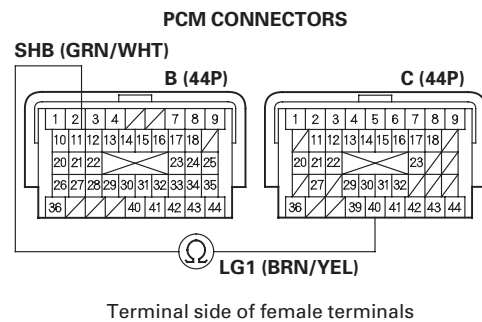 PCM CONNECTORS
SHB (GRN/WHT)
B (44P)
1 2 3 4 7 8 9
10 11 12 13 14 15 16 17 18
20 21 22 23 24 25
26 27 28 29 30 31 32 33 34 35
36 40 41 42 43 44
C (44P)
1 2 3 4 5 6 7 8 9
11 12 13 14 15 16 17 18
20 21 22 23
27 29 30 31 32
36 39 40 41 42 43 44
Ω
LG1 (BRN/YEL)
Terminal side of female terminals